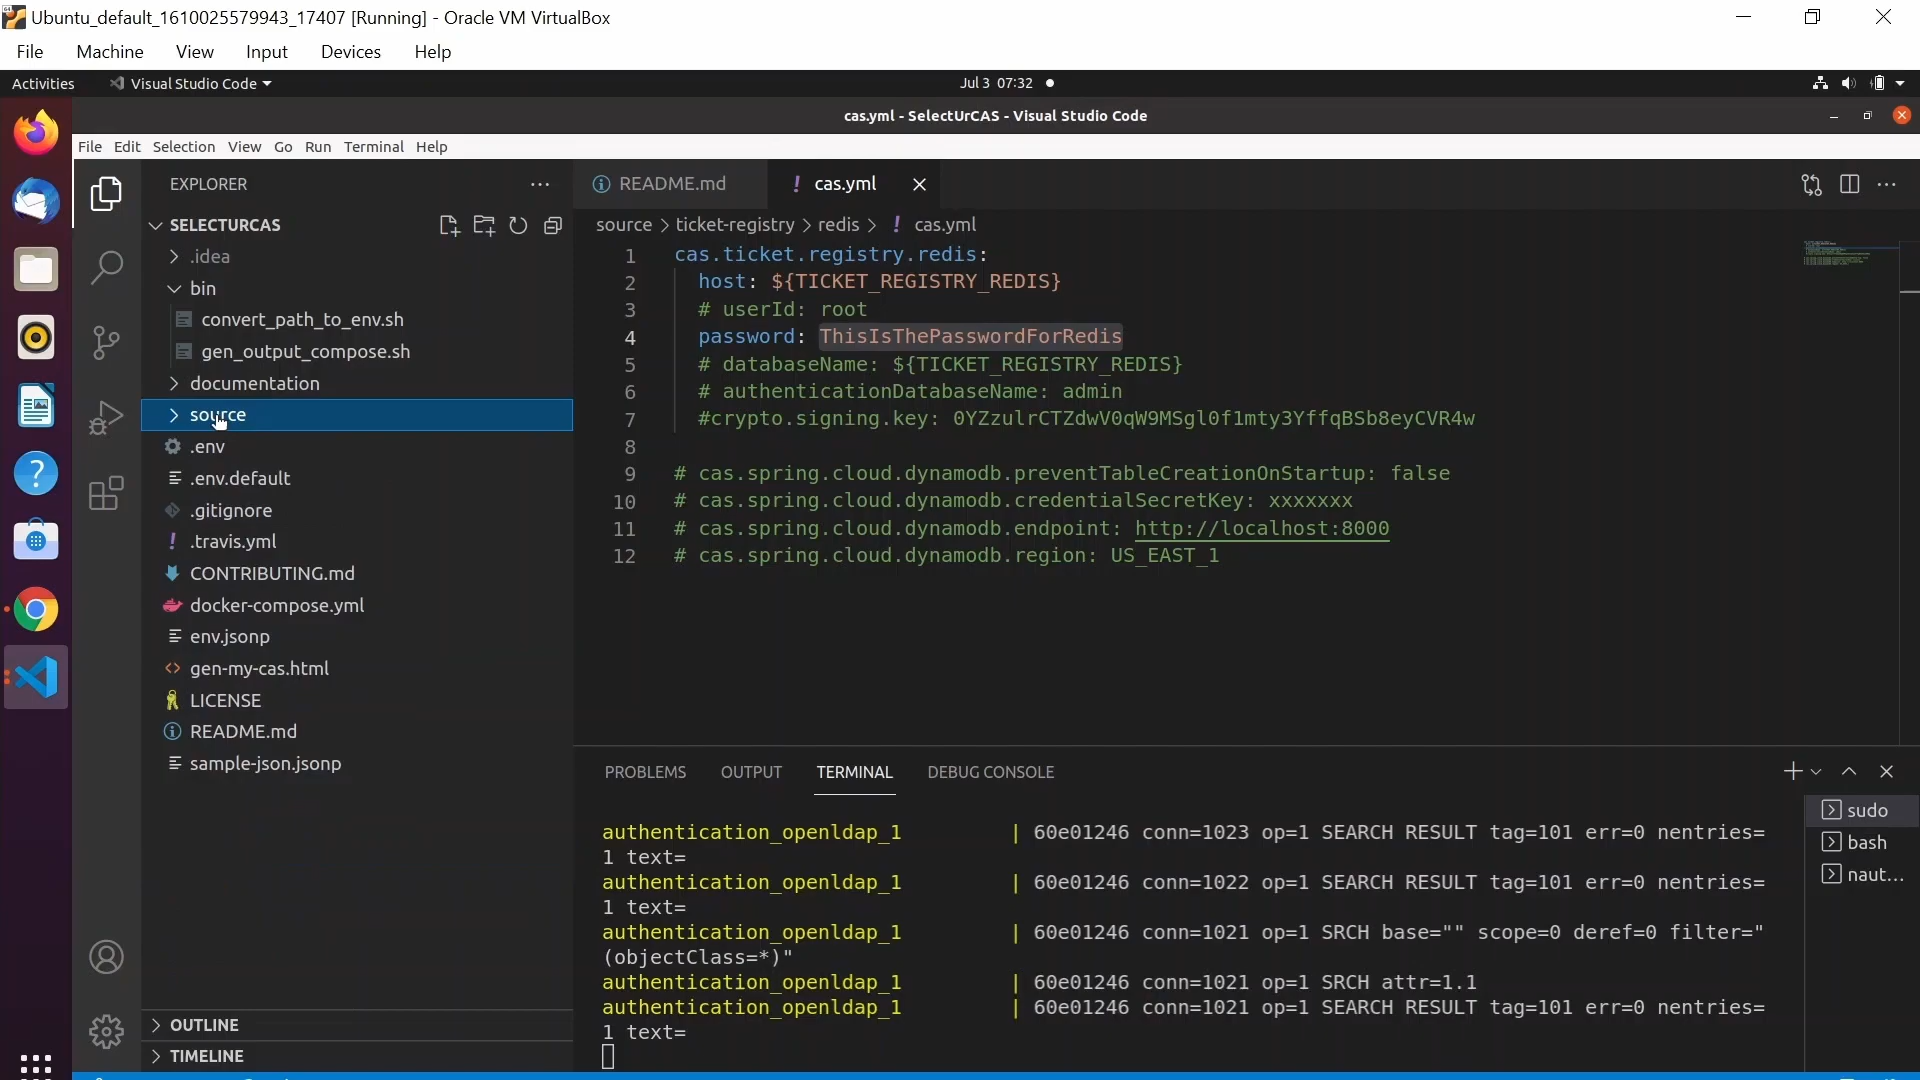 Ubuntu_default_1610025579943_17407 [Running] - Oracle VM VirtualBox
File Machine View Input Devices Help
Activities Visual Studio Code Jul 3 07:32
cas.yml - SelectUrCAS - Visual Studio Code
File Edit Selection View Go Run Terminal Help
EXPLORER
SELECTURCAS
.idea
bin
convert_path_to_env.sh
gen_output_compose.sh
documentation
source
.env
.env.default
.gitignore
.travis.yml
CONTRIBUTING.md
docker-compose.yml
env.jsonp
gen-my-cas.html
LICENSE
README.md
sample-json.jsonp
OUTLINE
TIMELINE
README.md cas.yml
source > ticket-registry > redis > ! cas.yml
1 cas.ticket.registry.redis:
2 host: ${TICKET_REGISTRY_REDIS}
3 # userId: root
4 password: ThisIsThePasswordForRedis
5 # databaseName: ${TICKET_REGISTRY_REDIS}
6 # authenticationDatabaseName: admin
7 #crypto.signing.key: 0YZzulrCTZdwV0qW9MSgl0f1mty3YffqBSb8eyCVR4w
8
9 # cas.spring.cloud.dynamodb.preventTableCreationOnStartup: false
10 # cas.spring.cloud.dynamodb.credentialSecretKey: xxxxxxx
11 # cas.spring.cloud.dynamodb.endpoint: http://localhost:8000
12 # cas.spring.cloud.dynamodb.region: US_EAST_1
PROBLEMS OUTPUT TERMINAL DEBUG CONSOLE
authentication_openldap_1 | 60e01246 conn=1023 op=1 SEARCH RESULT tag=101 err=0 nentries=
1 text=
authentication_openldap_1 | 60e01246 conn=1022 op=1 SEARCH RESULT tag=101 err=0 nentries=
1 text=
authentication_openldap_1 | 60e01246 conn=1021 op=1 SRCH base="" scope=0 deref=0 filter="
(objectClass=*)"
authentication_openldap_1 | 60e01246 conn=1021 op=1 SRCH attr=1.1
authentication_openldap_1 | 60e01246 conn=1021 op=1 SEARCH RESULT tag=101 err=0 nentries=
1 text=
sudo
bash
naut...